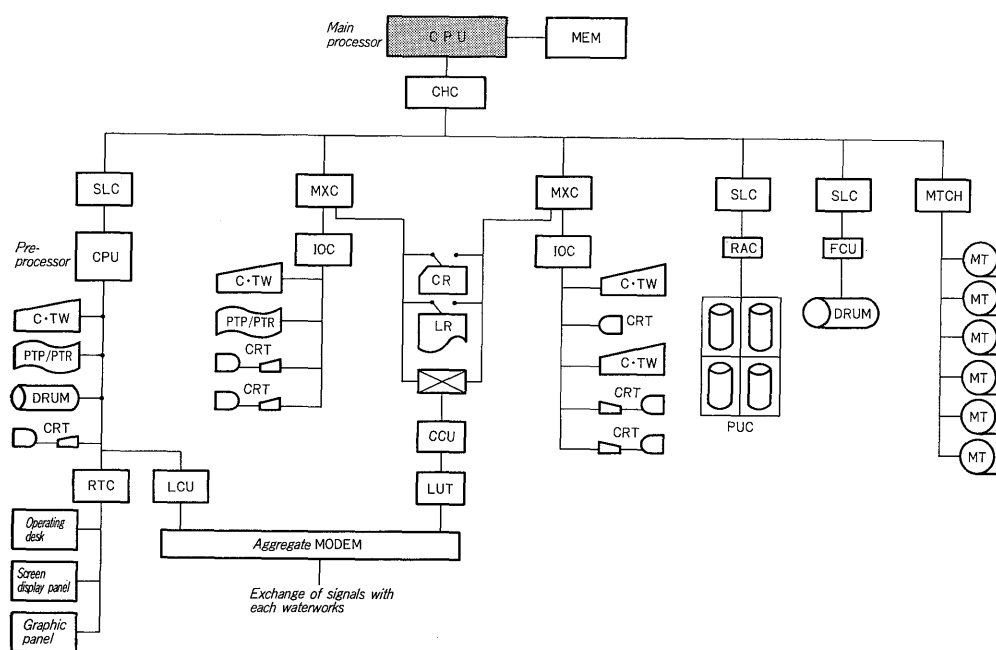 Main
processor
CPU
MEM
CHC
SLC
MXC
MXC
SLC
SLC
MTCH
Pre-
processor
CPU
IOC
IOC
RAC
FCU
MT
C·TW
C·TW
CR
C·TW
MT
PTP/PTR
PTP/PTR
LR
CRT
DRUM
MT
DRUM
CRT
C·TW
MT
CRT
CRT
CRT
PUC
MT
CCU
CRT
MT
RTC
LCU
LUT
Operating
desk
Aggregate MODEM
Screen
display panel
Exchange of signals with
each waterworks
Graphic
panel